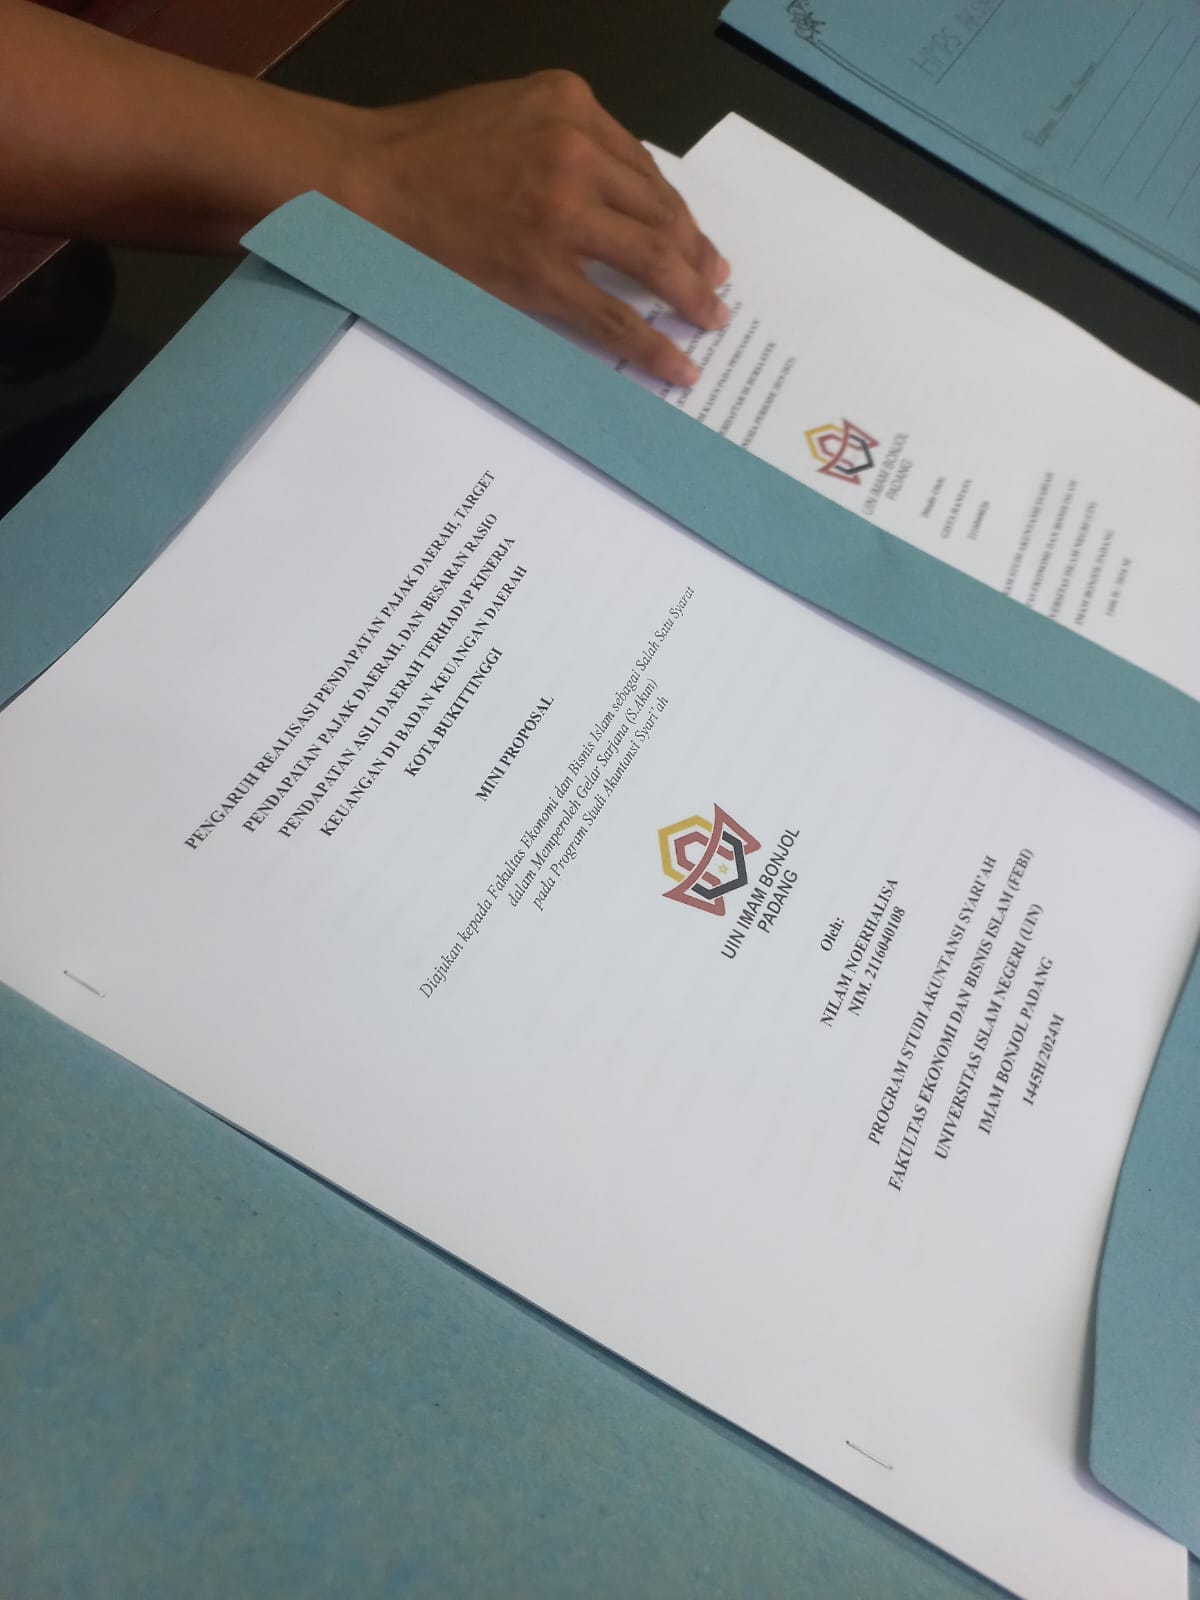 PENGARUH REALISASI PENDAPATAN PAJAK DAERAH, TARGET
PENDAPATAN PAJAK DAERAH, DAN BESARAN RASIO
PENDAPATAN ASLI DAERAH TERHADAP KINERJA
KEUANGAN DI BADAN KEUANGAN DAERAH
KOTA BUKITTINGGI
MINI PROPOSAL
Diajukan kepada Fakultas Ekonomi dan Bisnis Islam sebagai Salah Satu Syarat
dalam Memperoleh Gelar Sarjana (S.Akun)
pada Program Studi Akuntansi Syari'ah
UIN IMAM BONJOL
PADANG
Oleh:
NILAM NOERHALISA
NIM. 2116040108
PROGRAM STUDI AKUNTANSI SYARI'AH
FAKULTAS EKONOMI DAN BISNIS ISLAM (FEBI)
UNIVERSITAS ISLAM NEGERI (UIN)
IMAM BONJOL PADANG
1445H/2024M
UIN IMAM BONJOL
PADANG
IMAM BONJOL PADANG
HMPS